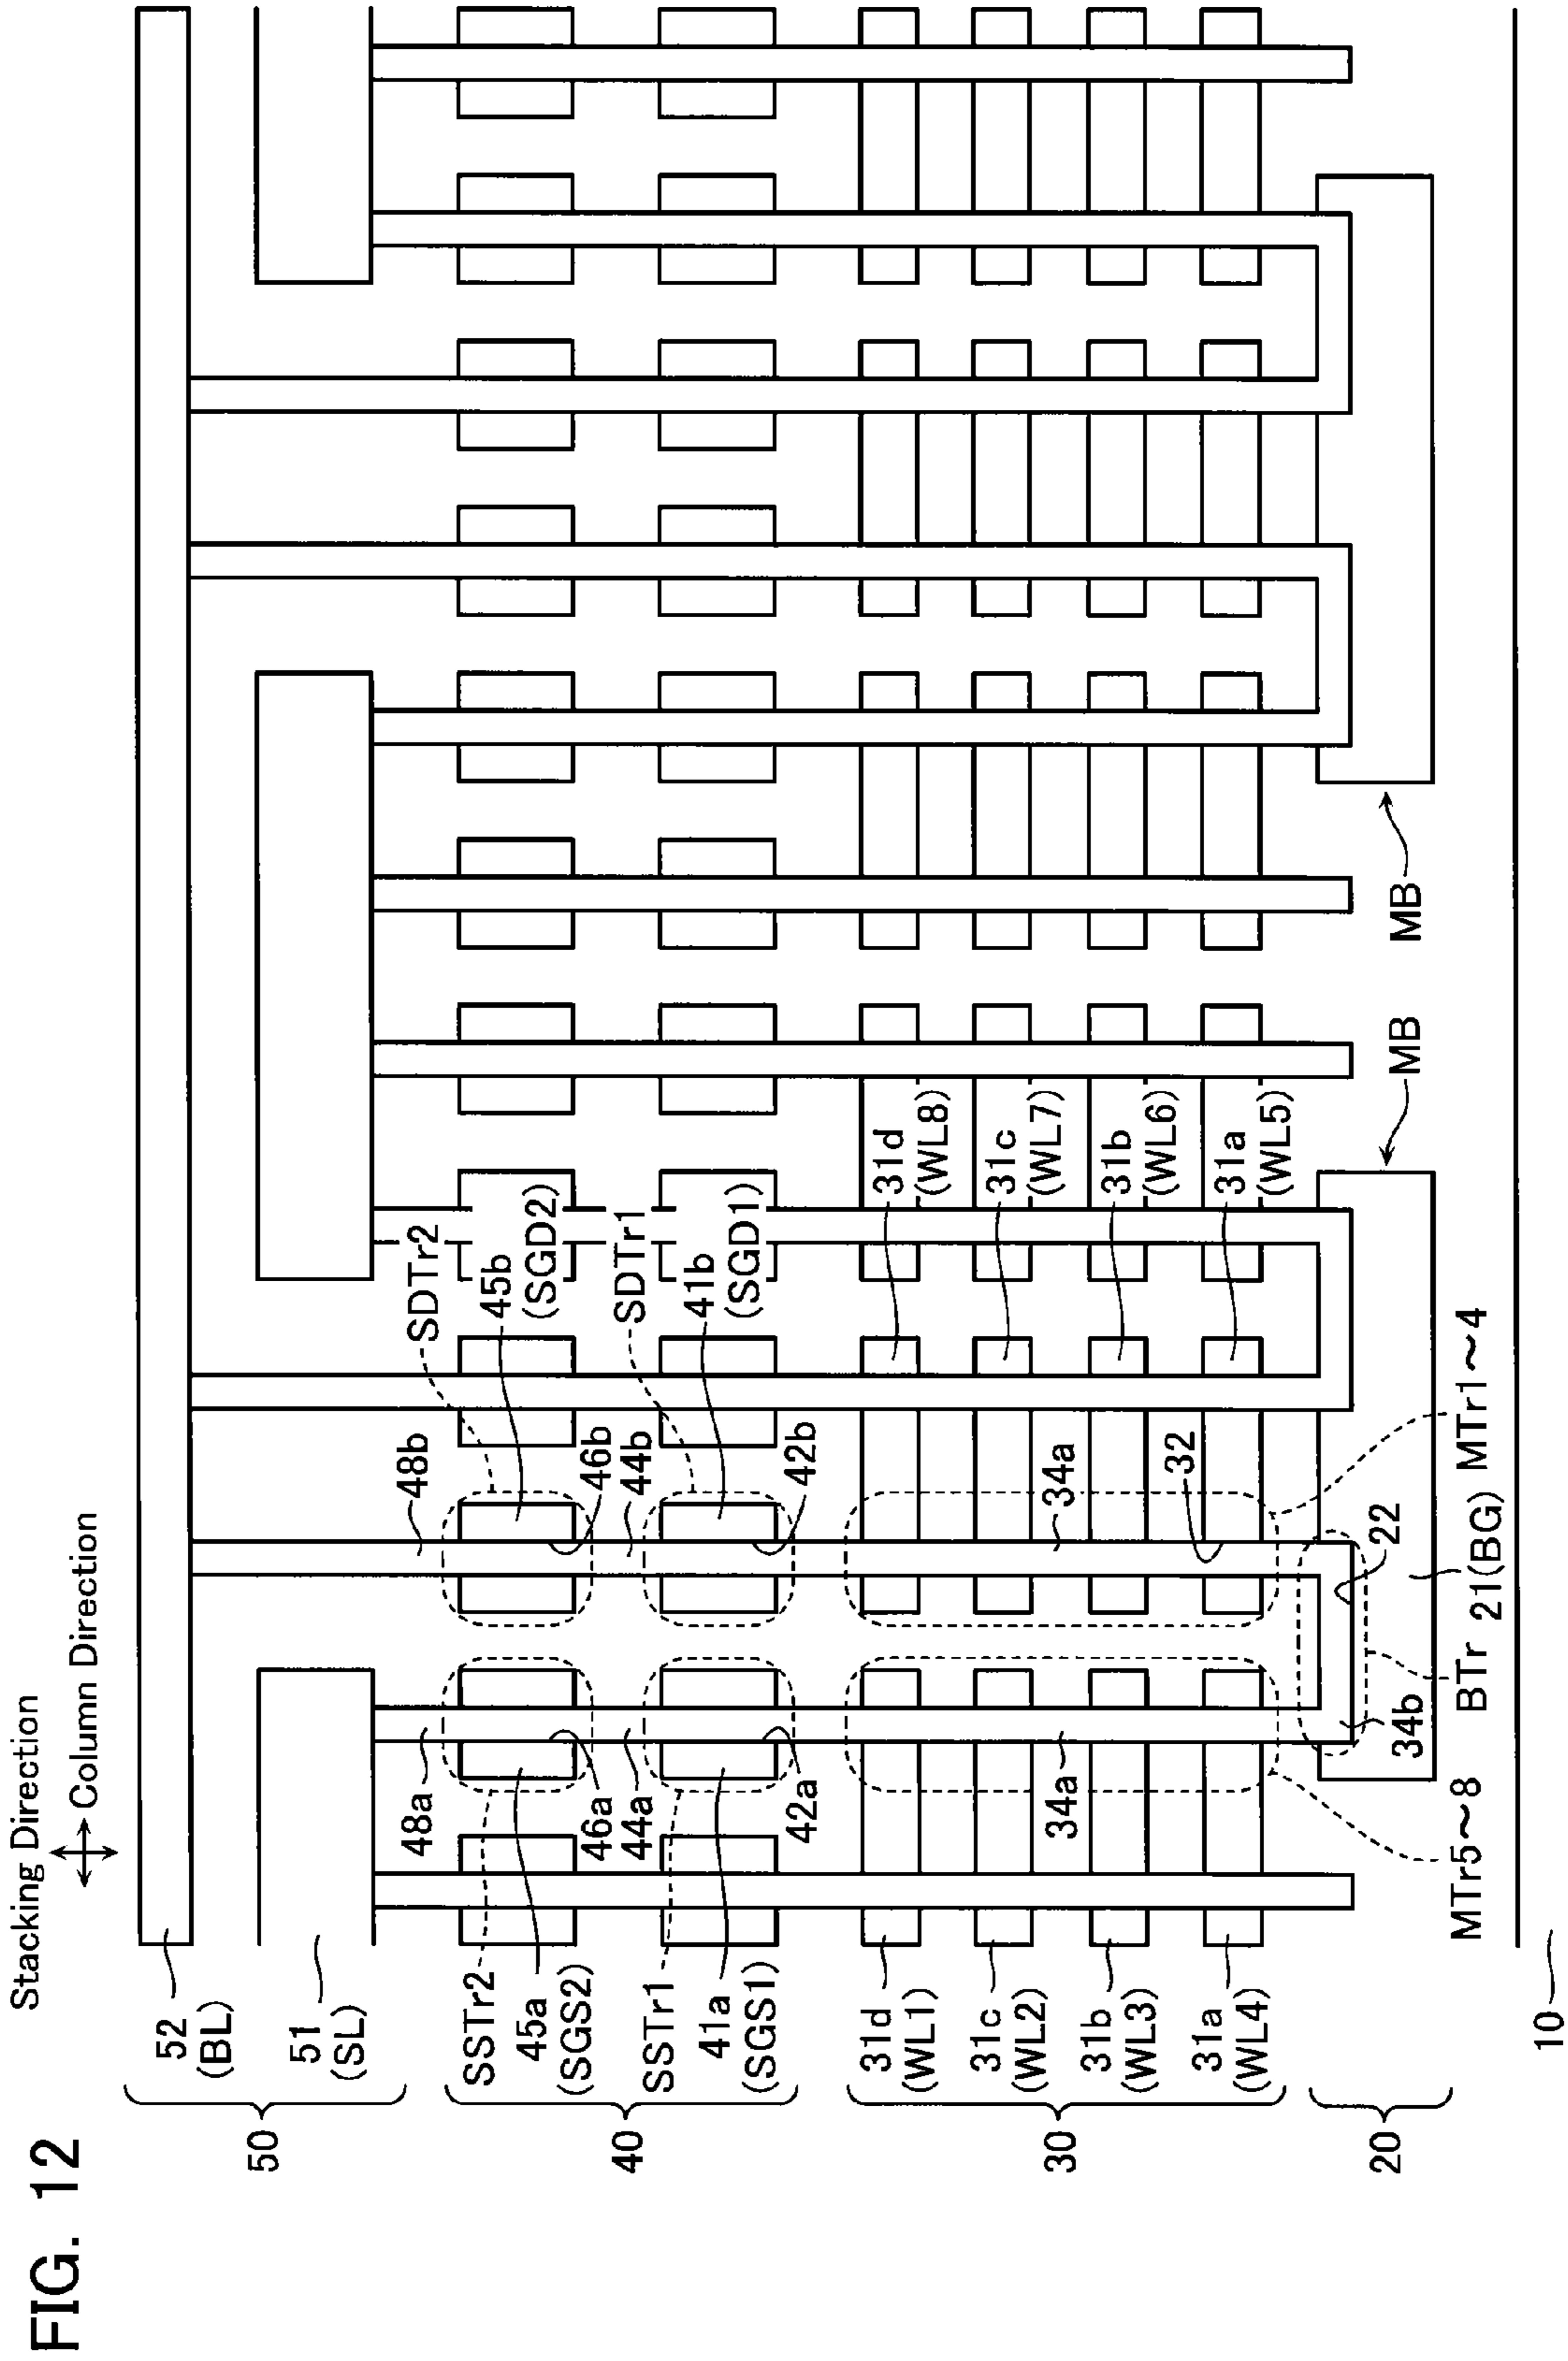 FIG. 12
Stacking Direction
Column Direction
50
52
(BL)
51
(SL)
40
SSTr2
45a
(SGS2)
SSTr1
41a
(SGS1)
30
31d
(WL1)
31c
(WL2)
31b
(WL3)
31a
(WL4)
20
10
48a
46a
44a
42a
34a
34b
MTr5～8
BTr
21(BG)
22
MTr1～4
48b
46b
44b
42b
34a
32
SDTr2
45b
(SGD2)
SDTr1
41b
(SGD1)
31d
(WL8)
31c
(WL7)
31b
(WL6)
31a
(WL5)
MB
MB